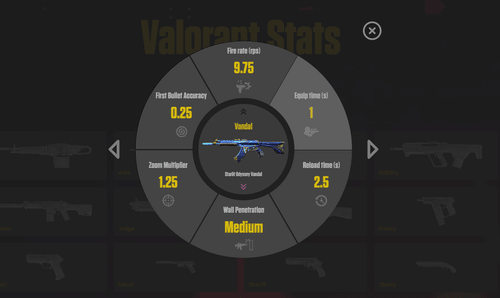 Valorant Stats
Fire rate (rps)
9.75
First Bullet Accuracy
0.25
Equip time (s)
1
Vandal
Zoom Multiplier
1.25
Reload time (s)
2.5
Wall Penetration
Medium